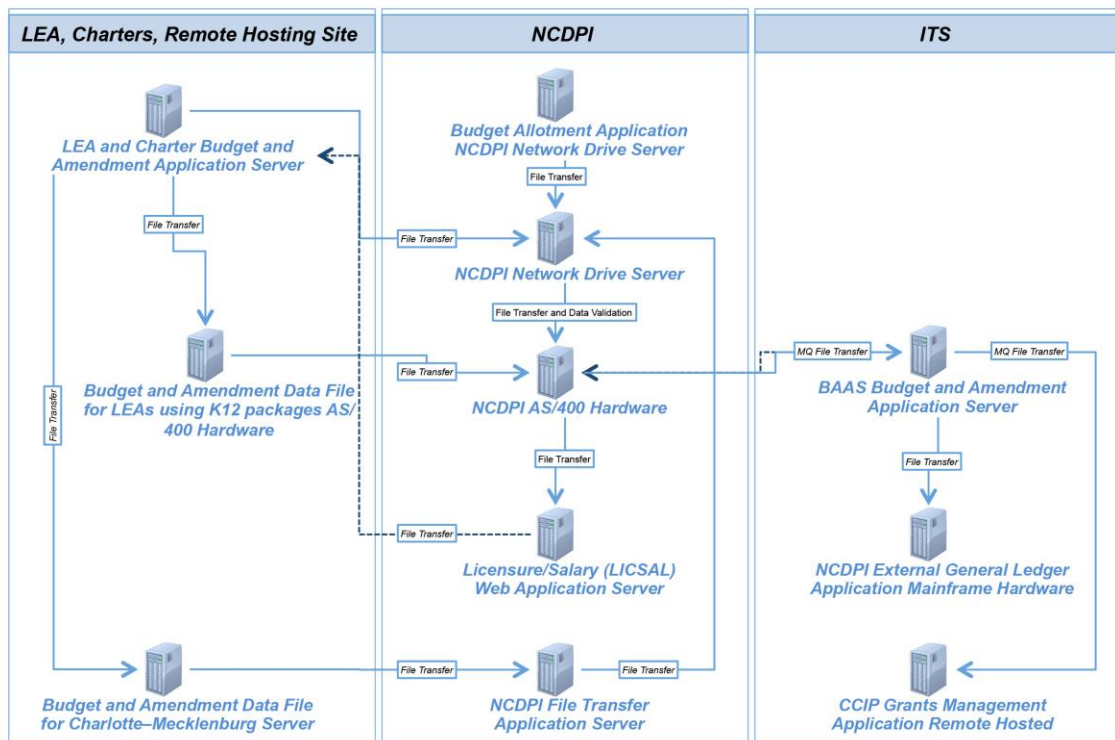 LEA, Charters, Remote Hosting Site
NCDPI
ITS
LEA and Charter Budget and
Amendment Application Server
Budget Allotment Application
NCDPI Network Drive Server
File Transfer
File Transfer
File Transfer
NCDPI Network Drive Server
File Transfer and Data Validation
Budget and Amendment Data File
for LEAs using K12 packages AS/
400 Hardware
File Transfer
NCDPI AS/400 Hardware
MQ File Transfer
MQ File Transfer
BAAS Budget and Amendment
Application Server
File Transfer
File Transfer
File Transfer
File Transfer
Licensure/Salary (LICSAL)
Web Application Server
NCDPI External General Ledger
Application Mainframe Hardware
Budget and Amendment Data File
for Charlotte–Mecklenburg Server
File Transfer
NCDPI File Transfer
Application Server
File Transfer
CCIP Grants Management
Application Remote Hosted